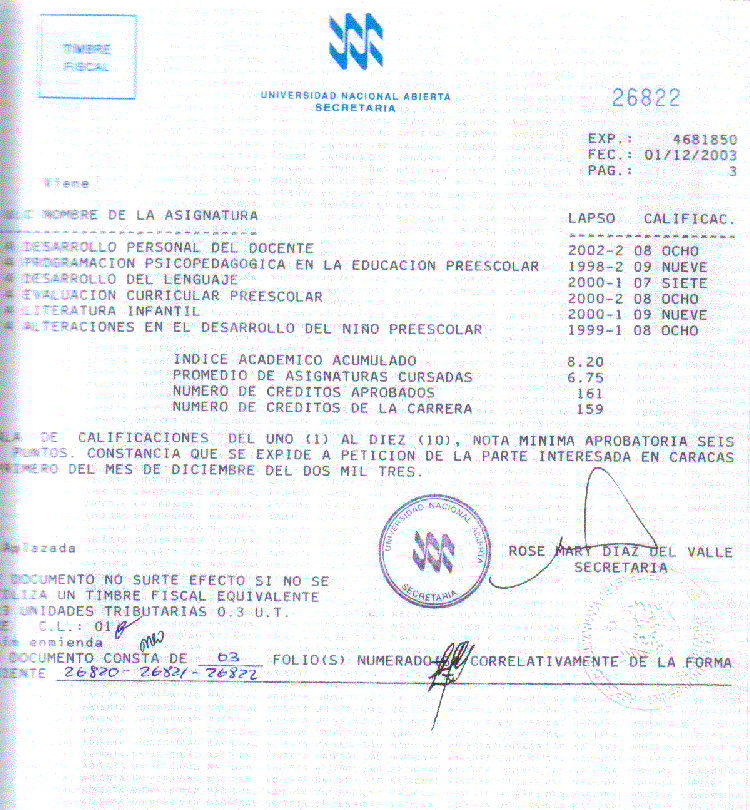 TIMBRE
FISCAL
UNIVERSIDAD NACIONAL ABIERTA
SECRETARIA
26822
EXP.: 4681850
FEC.: 01/12/2003
PAG.: 3
Viene
NOMBRE DE LA ASIGNATURA LAPSO CALIFICAC.
DESARROLLO PERSONAL DEL DOCENTE 2002-2 08 OCHO
PROGRAMACION PSICOPEDAGOGICA EN LA EDUCACION PREESCOLAR 1998-2 09 NUEVE
DESARROLLO DEL LENGUAJE 2000-1 07 SIETE
EVALUACION CURRICULAR PREESCOLAR 2000-2 08 OCHO
LITERATURA INFANTIL 2000-1 09 NUEVE
ALTERACIONES EN EL DESARROLLO DEL NINO PREESCOLAR 1999-1 08 OCHO
INDICE ACADEMICO ACUMULADO 8.20
PROMEDIO DE ASIGNATURAS CURSADAS 6.75
NUMERO DE CREDITOS APROBADOS 161
NUMERO DE CREDITOS DE LA CARRERA 159
DE CALIFICACIONES DEL UNO (1) AL DIEZ (10), NOTA MINIMA APROBATORIA SEIS
PUNTOS. CONSTANCIA QUE SE EXPIDE A PETICION DE LA PARTE INTERESADA EN CARACAS
PRIMERO DEL MES DE DICIEMBRE DEL DOS MIL TRES.
UNIVERSIDAD NACIONAL ABIERTA
SECRETARIA
Aplazada
ROSE MARY DIAZ DEL VALLE
SECRETARIA
DOCUMENTO NO SURTE EFECTO SI NO SE
UN TIMBRE FISCAL EQUIVALENTE
UNIDADES TRIBUTARIAS 0.3 U.T.
C.L.: 01
enmienda
DOCUMENTO CONSTA DE 03 FOLIO(S) NUMERADO CORRELATIVAMENTE DE LA FORMA
26820-26821-26822